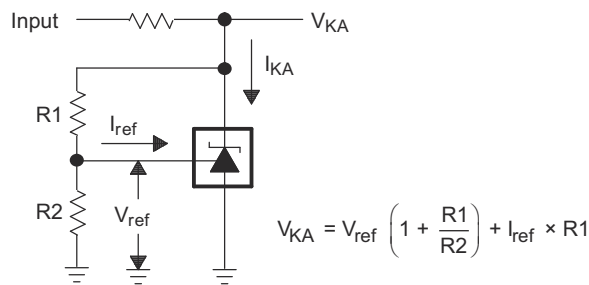 Input
V_KA
I_KA
R1
I_ref
R2
V_ref
V_KA = V_ref (1 + R1/R2) + I_ref × R1